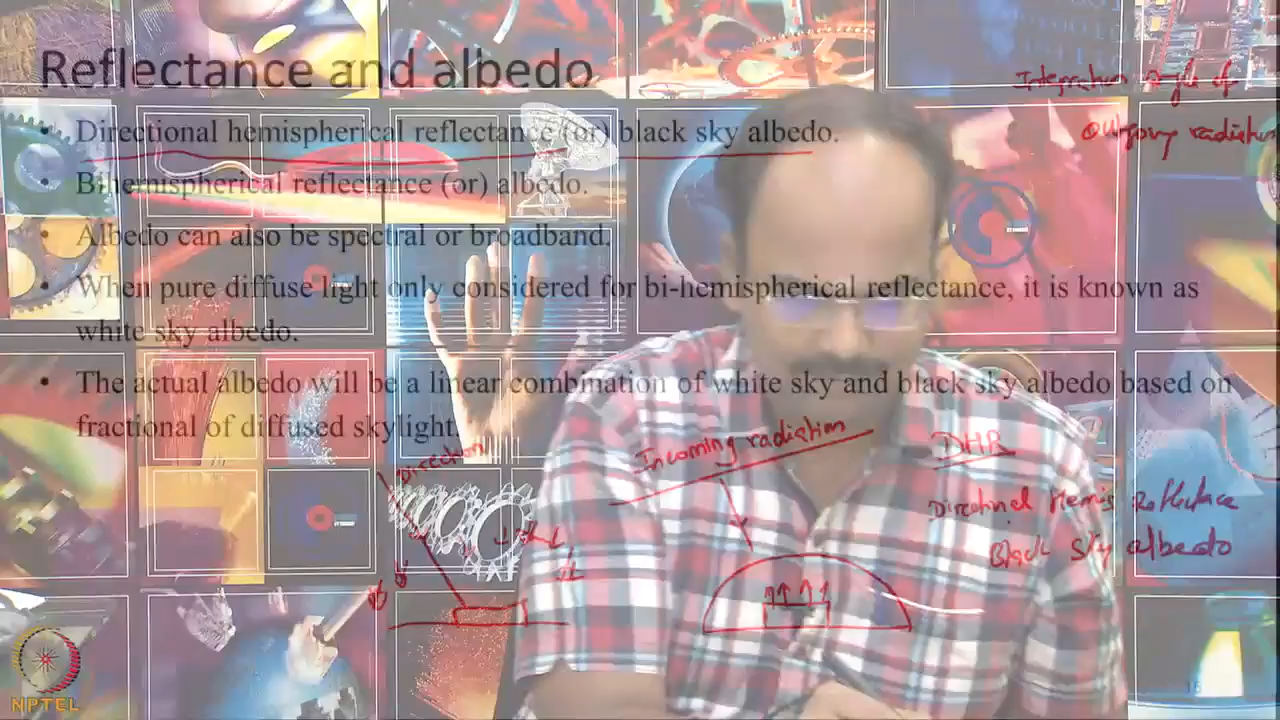 Reflectance and albedo
Integration angle of
outgoing radiation
• Directional hemispherical reflectance (or) black sky albedo.
• Bihemispherical reflectance (or) albedo.
• Albedo can also be spectral or broadband.
• When pure diffuse light only considered for bi-hemispherical reflectance, it is known as
white sky albedo.
• The actual albedo will be a linear combination of white sky and black sky albedo based on
fractional of diffused skylight.
Direction
Incoming radiation
DHR
Directional Hemis
Black sky albedo
NPTEL
16